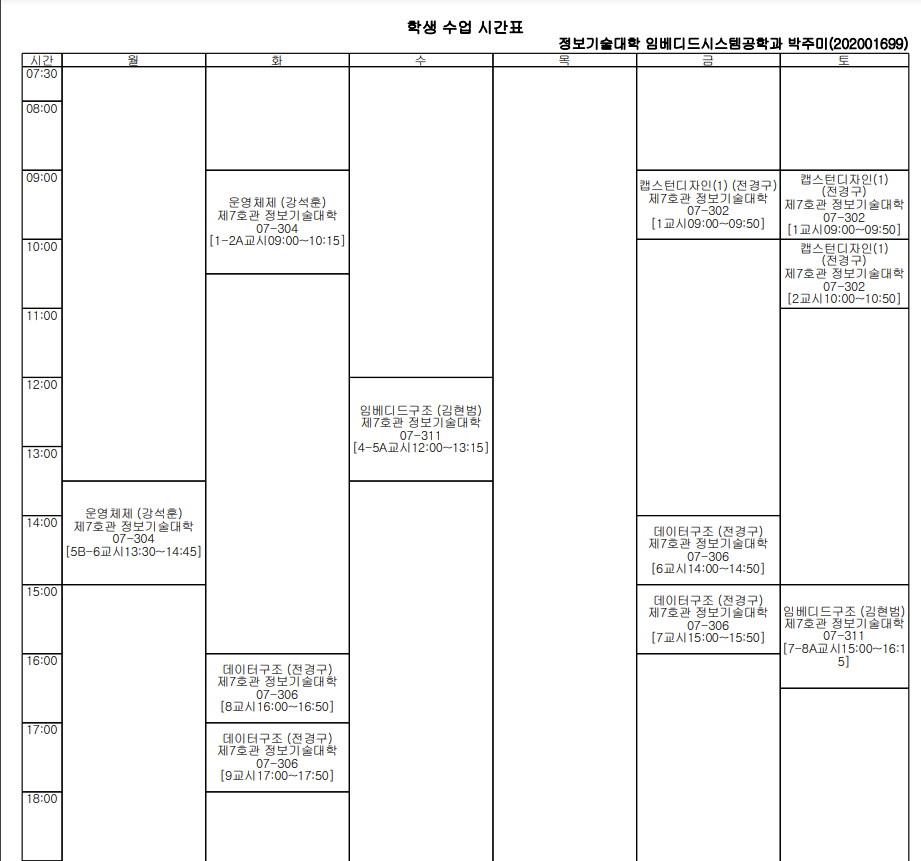 학생 수업 시간표
정보기술대학 임베디드시스템공학과 박주미(202001699)
시간 월 화 수 목 금 토
07:30
08:00
09:00
운영체제 (강석훈)
제7호관 정보기술대학
07-304
[1-2A교시09:00~10:15]
캡스턴디자인(1) (전경구)
제7호관 정보기술대학
07-302
[1교시09:00~09:50]
캡스턴디자인(1)
(전경구)
제7호관 정보기술대학
07-302
[1교시09:00~09:50]
10:00
캡스턴디자인(1)
(전경구)
제7호관 정보기술대학
07-302
[2교시10:00~10:50]
11:00
12:00
임베디드구조 (김현범)
제7호관 정보기술대학
07-311
[4-5A교시12:00~13:15]
13:00
운영체제 (강석훈)
제7호관 정보기술대학
07-304
[5B-6교시13:30~14:45]
14:00
데이터구조 (전경구)
제7호관 정보기술대학
07-306
[6교시14:00~14:50]
15:00
데이터구조 (전경구)
제7호관 정보기술대학
07-306
[7교시15:00~15:50]
임베디드구조 (김현범)
제7호관 정보기술대학
07-311
[7-8A교시15:00~16:1
5]
16:00
데이터구조 (전경구)
제7호관 정보기술대학
07-306
[8교시16:00~16:50]
17:00
데이터구조 (전경구)
제7호관 정보기술대학
07-306
[9교시17:00~17:50]
18:00